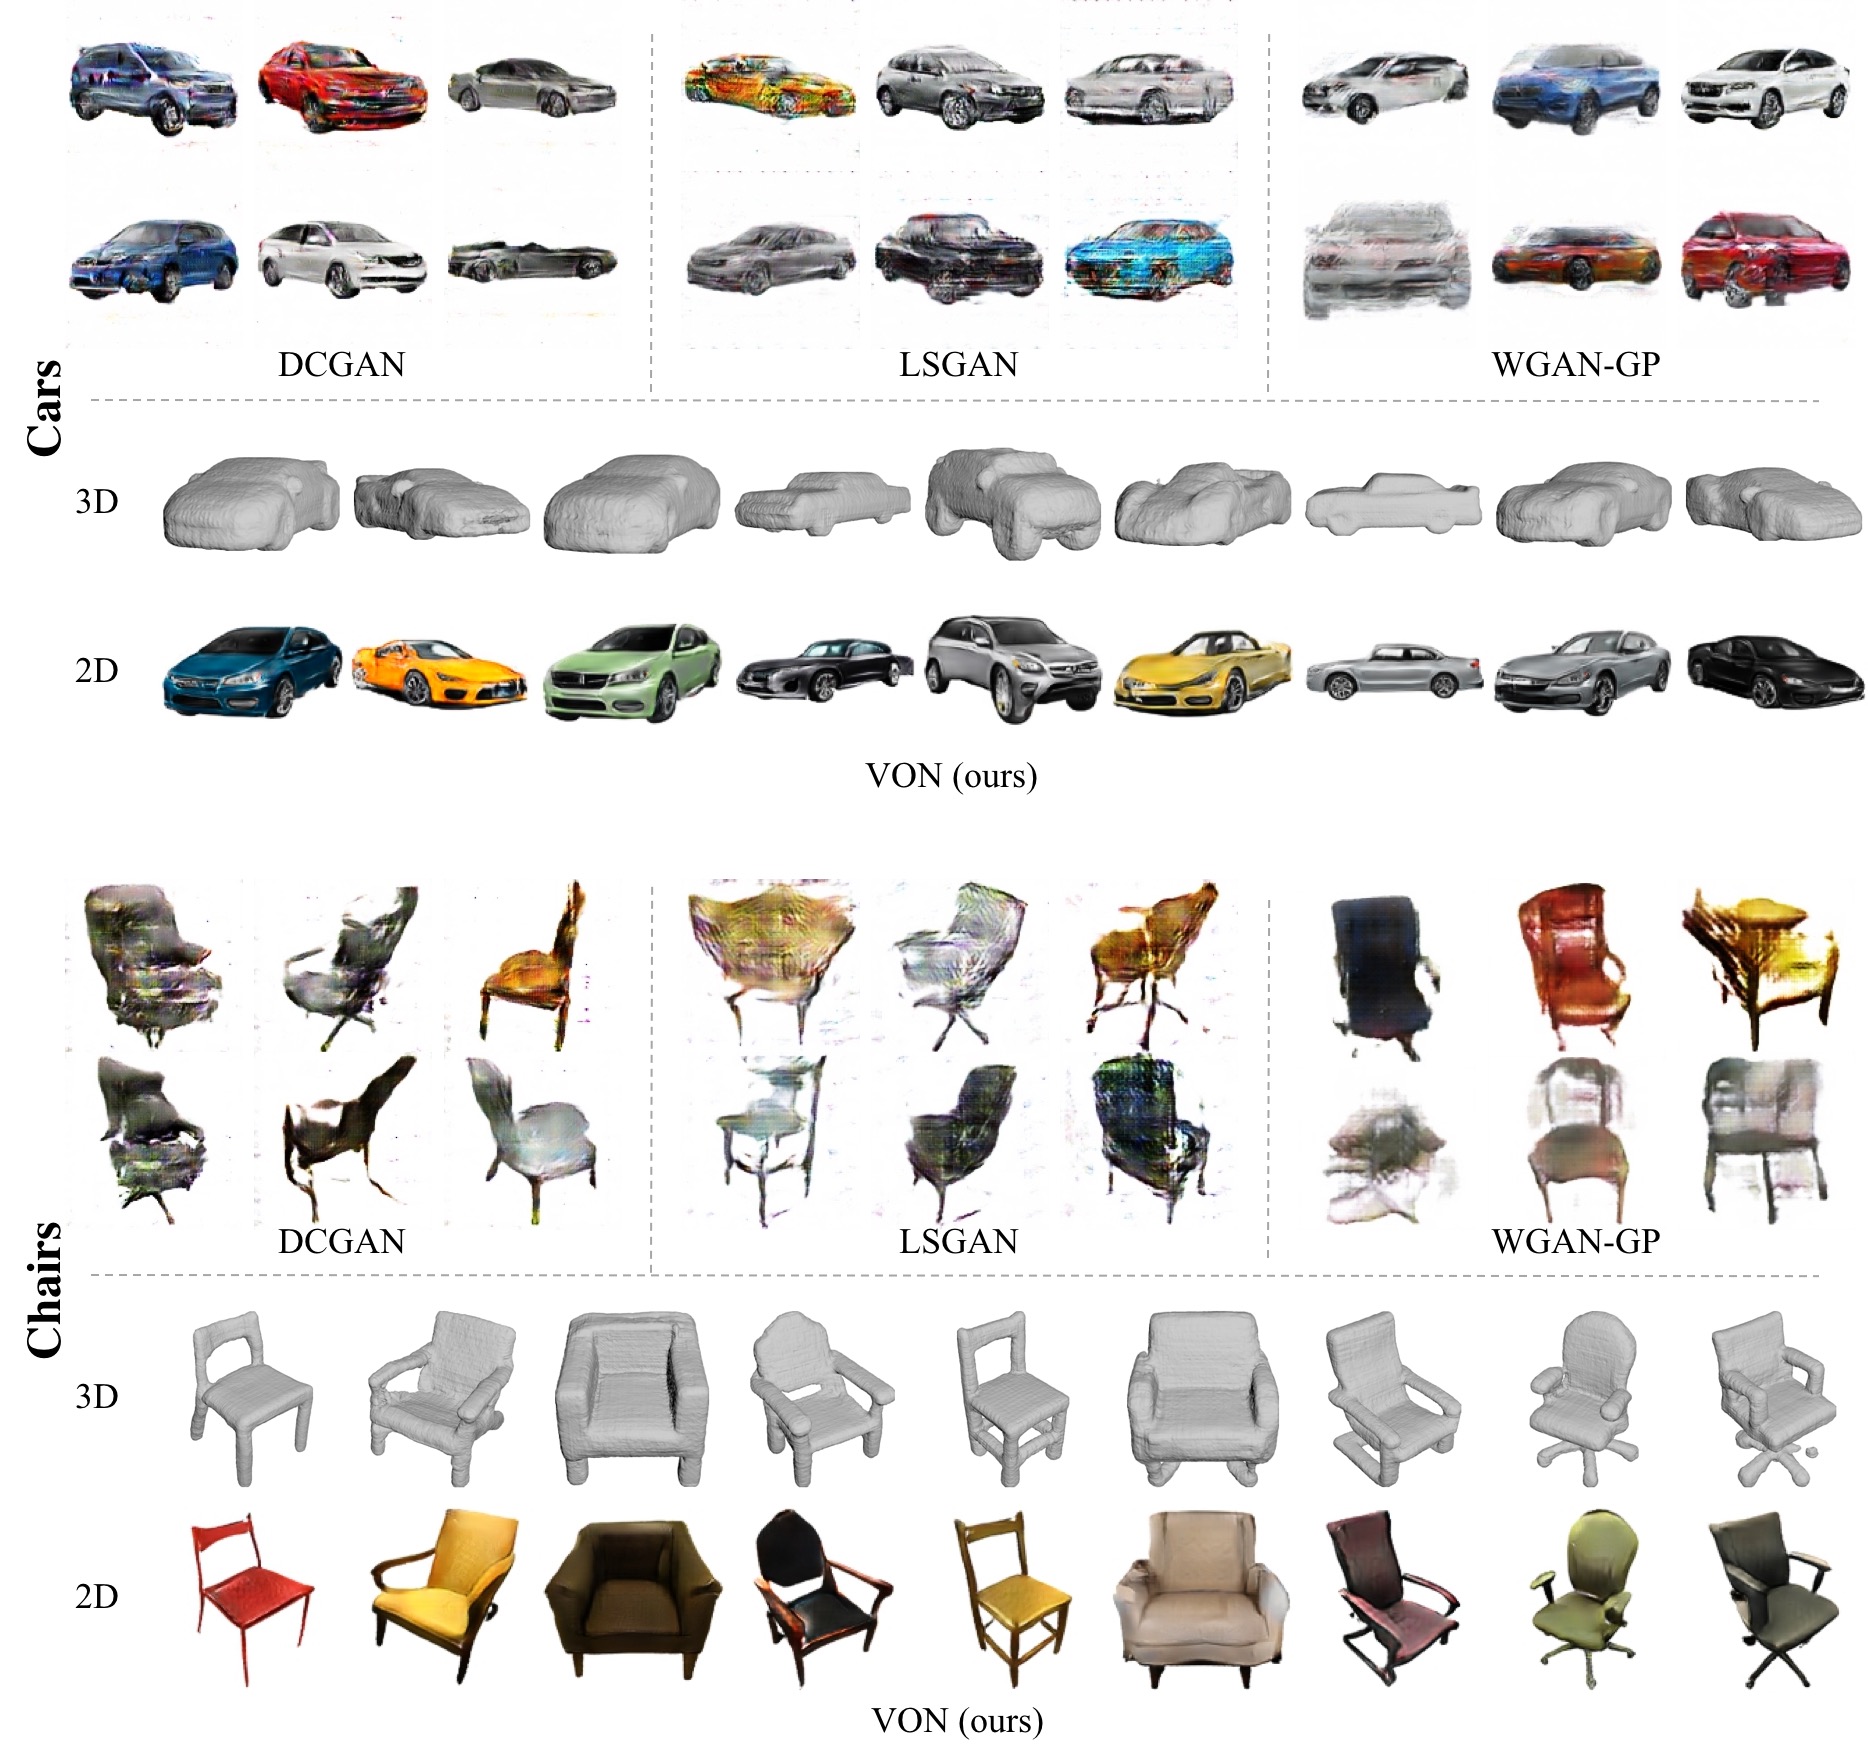 Cars
DCGAN
LSGAN
WGAN-GP
3D
2D
VON (ours)
Chairs
DCGAN
LSGAN
WGAN-GP
3D
2D
VON (ours)